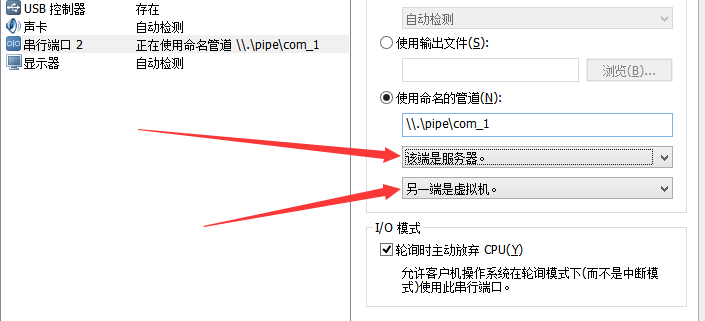 USB 控制器 存在
声卡 自动检测
串行端口 2 正在使用命名管道 \\.\pipe\com_1
显示器 自动检测
自动检测
使用输出文件(S):
浏览(B)...
使用命名的管道(N):
\\.\pipe\com_1
该端是服务器。
另一端是虚拟机。
I/O 模式
轮询时主动放弃 CPU(Y)
允许客户机操作系统在轮询模式下(而不是中断模
式)使用此串行端口。